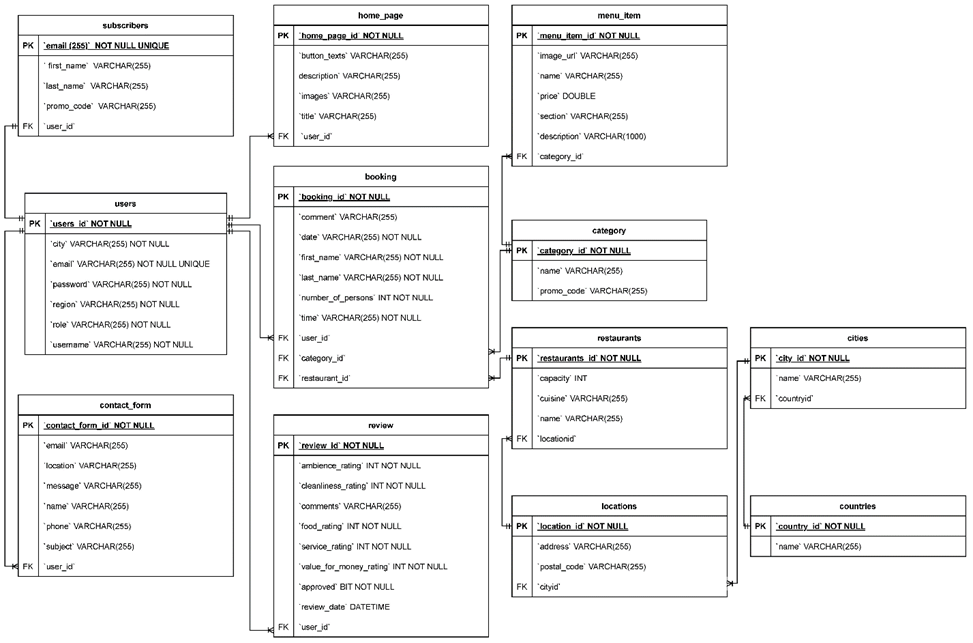 subscribers
PK `email (255)` NOT NULL UNIQUE
` first_name` VARCHAR(255)
`last_name` VARCHAR(255)
`promo_code` VARCHAR(255)
FK `user_id`
home_page
PK `home_page_id` NOT NULL
`button_texts` VARCHAR(255)
description` VARCHAR(255)
`images` VARCHAR(255)
`title` VARCHAR(255)
FK `user_id`
menu_item
PK `menu_item_id` NOT NULL
`image_url` VARCHAR(255)
`name` VARCHAR(255)
`price` DOUBLE
`section` VARCHAR(255)
`description` VARCHAR(1000)
FK `category_id`
users
PK `users_id` NOT NULL
`city` VARCHAR(255) NOT NULL
`email` VARCHAR(255) NOT NULL UNIQUE
`password` VARCHAR(255) NOT NULL
`region` VARCHAR(255) NOT NULL
`role` VARCHAR(255) NOT NULL
`username` VARCHAR(255) NOT NULL
booking
PK `booking_id` NOT NULL
`comment` VARCHAR(255)
`date` VARCHAR(255) NOT NULL
`first_name` VARCHAR(255) NOT NULL
`last_name` VARCHAR(255) NOT NULL
`number_of_persons` INT NOT NULL
`time` VARCHAR(255) NOT NULL
FK `user_id`
FK `category_id`
FK `restaurant_id`
category
PK `category_id` NOT NULL
`name` VARCHAR(255)
`promo_code` VARCHAR(255)
restaurants
PK `restaurants_id` NOT NULL
`capacity` INT
`cuisine` VARCHAR(255)
`name` VARCHAR(255)
FK `locationid`
cities
PK `city_id` NOT NULL
`name` VARCHAR(255)
FK `countryid`
contact_form
PK `contact_form_id` NOT NULL
`email` VARCHAR(255)
`location` VARCHAR(255)
`message` VARCHAR(255)
`name` VARCHAR(255)
`phone` VARCHAR(255)
`subject` VARCHAR(255)
FK `user_id`
review
PK `review_id` NOT NULL
`ambience_rating` INT NOT NULL
`cleanliness_rating` INT NOT NULL
`comments` VARCHAR(255)
`food_rating` INT NOT NULL
`service_rating` INT NOT NULL
`value_for_money_rating` INT NOT NULL
`approved` BIT NOT NULL
`review_date` DATETIME
FK `user_id`
locations
PK `location_id` NOT NULL
`address` VARCHAR(255)
`postal_code` VARCHAR(255)
FK `cityid`
countries
PK `country_id` NOT NULL
`name` VARCHAR(255)